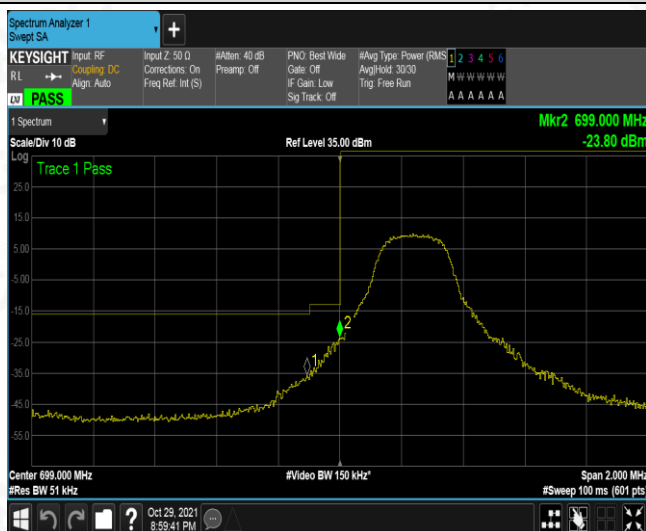 Spectrum Analyzer 1
Swept SA
KEYSIGHT
Input: RF
Coupling: DC
Align: Auto
Input Z: 50 Ω
Corrections: On
Freq Ref: Int (S)
#Atten: 40 dB
Preamp: Off
PNO: Best Wide
Gate: Off
IF Gain: Low
Sig Track: Off
#Avg Type: Power (RMS
Avg|Hold: 30/30
Trig: Free Run
1 2 3 4 5 6
M W W W W W
A A A A A A
RL
LXI PASS
1 Spectrum
Scale/Div 10 dB
Ref Level 35.00 dBm
Mkr2 699.000 MHz
-23.80 dBm
Log
Trace 1 Pass
25.0
15.0
5.00
-5.00
-15.0
-25.0
-35.0
-45.0
-55.0
1
2
Center 699.000 MHz
#Video BW 150 kHz*
Span 2.000 MHz
#Res BW 51 kHz
#Sweep 100 ms (601 pts)
Oct 29, 2021
8:59:41 PM